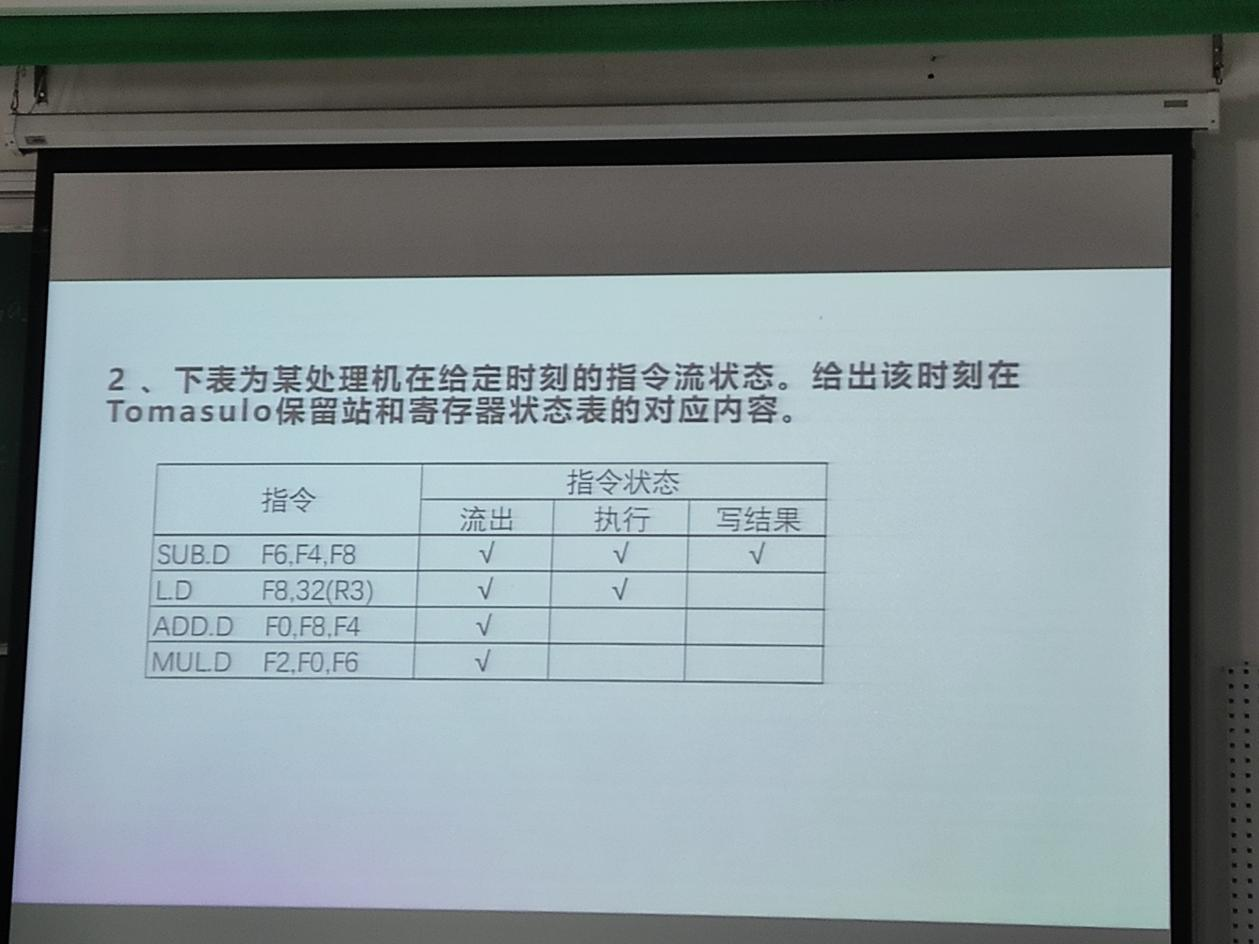 2 、下表为某处理机在给定时刻的指令流状态。给出该时刻在
Tomasulo保留站和寄存器状态表的对应内容。
指令 指令状态
流出 执行 写结果
SUB.D F6,F4,F8 √ √ √
L.D F8,32(R3) √ √
ADD.D F0,F8,F4 √
MUL.D F2,F0,F6 √